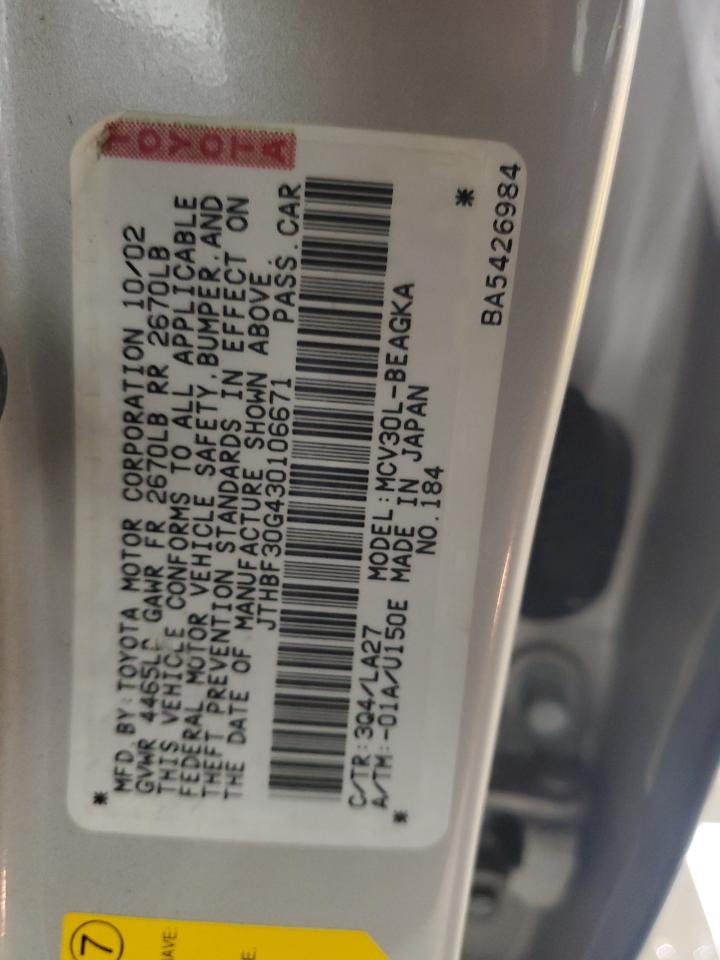 TOYOTA
MFD. BY: TOYOTA MOTOR CORPORATION 10/02
GVWR 4465LB GAWR FR 2670LB RR 2670LB
THIS VEHICLE CONFORMS TO ALL APPLICABLE
FEDERAL MOTOR VEHICLE SAFETY, BUMPER, AND
THEFT PREVENTION STANDARDS IN EFFECT ON
THE DATE OF MANUFACTURE SHOWN ABOVE.
JTHBF30G430106671 PASS. CAR
C/TR:3Q4/LA27 MODEL:MCV30L-BEAGKA
A/TM:-01A/U150E MADE IN JAPAN
NO.184
BA5426984
7